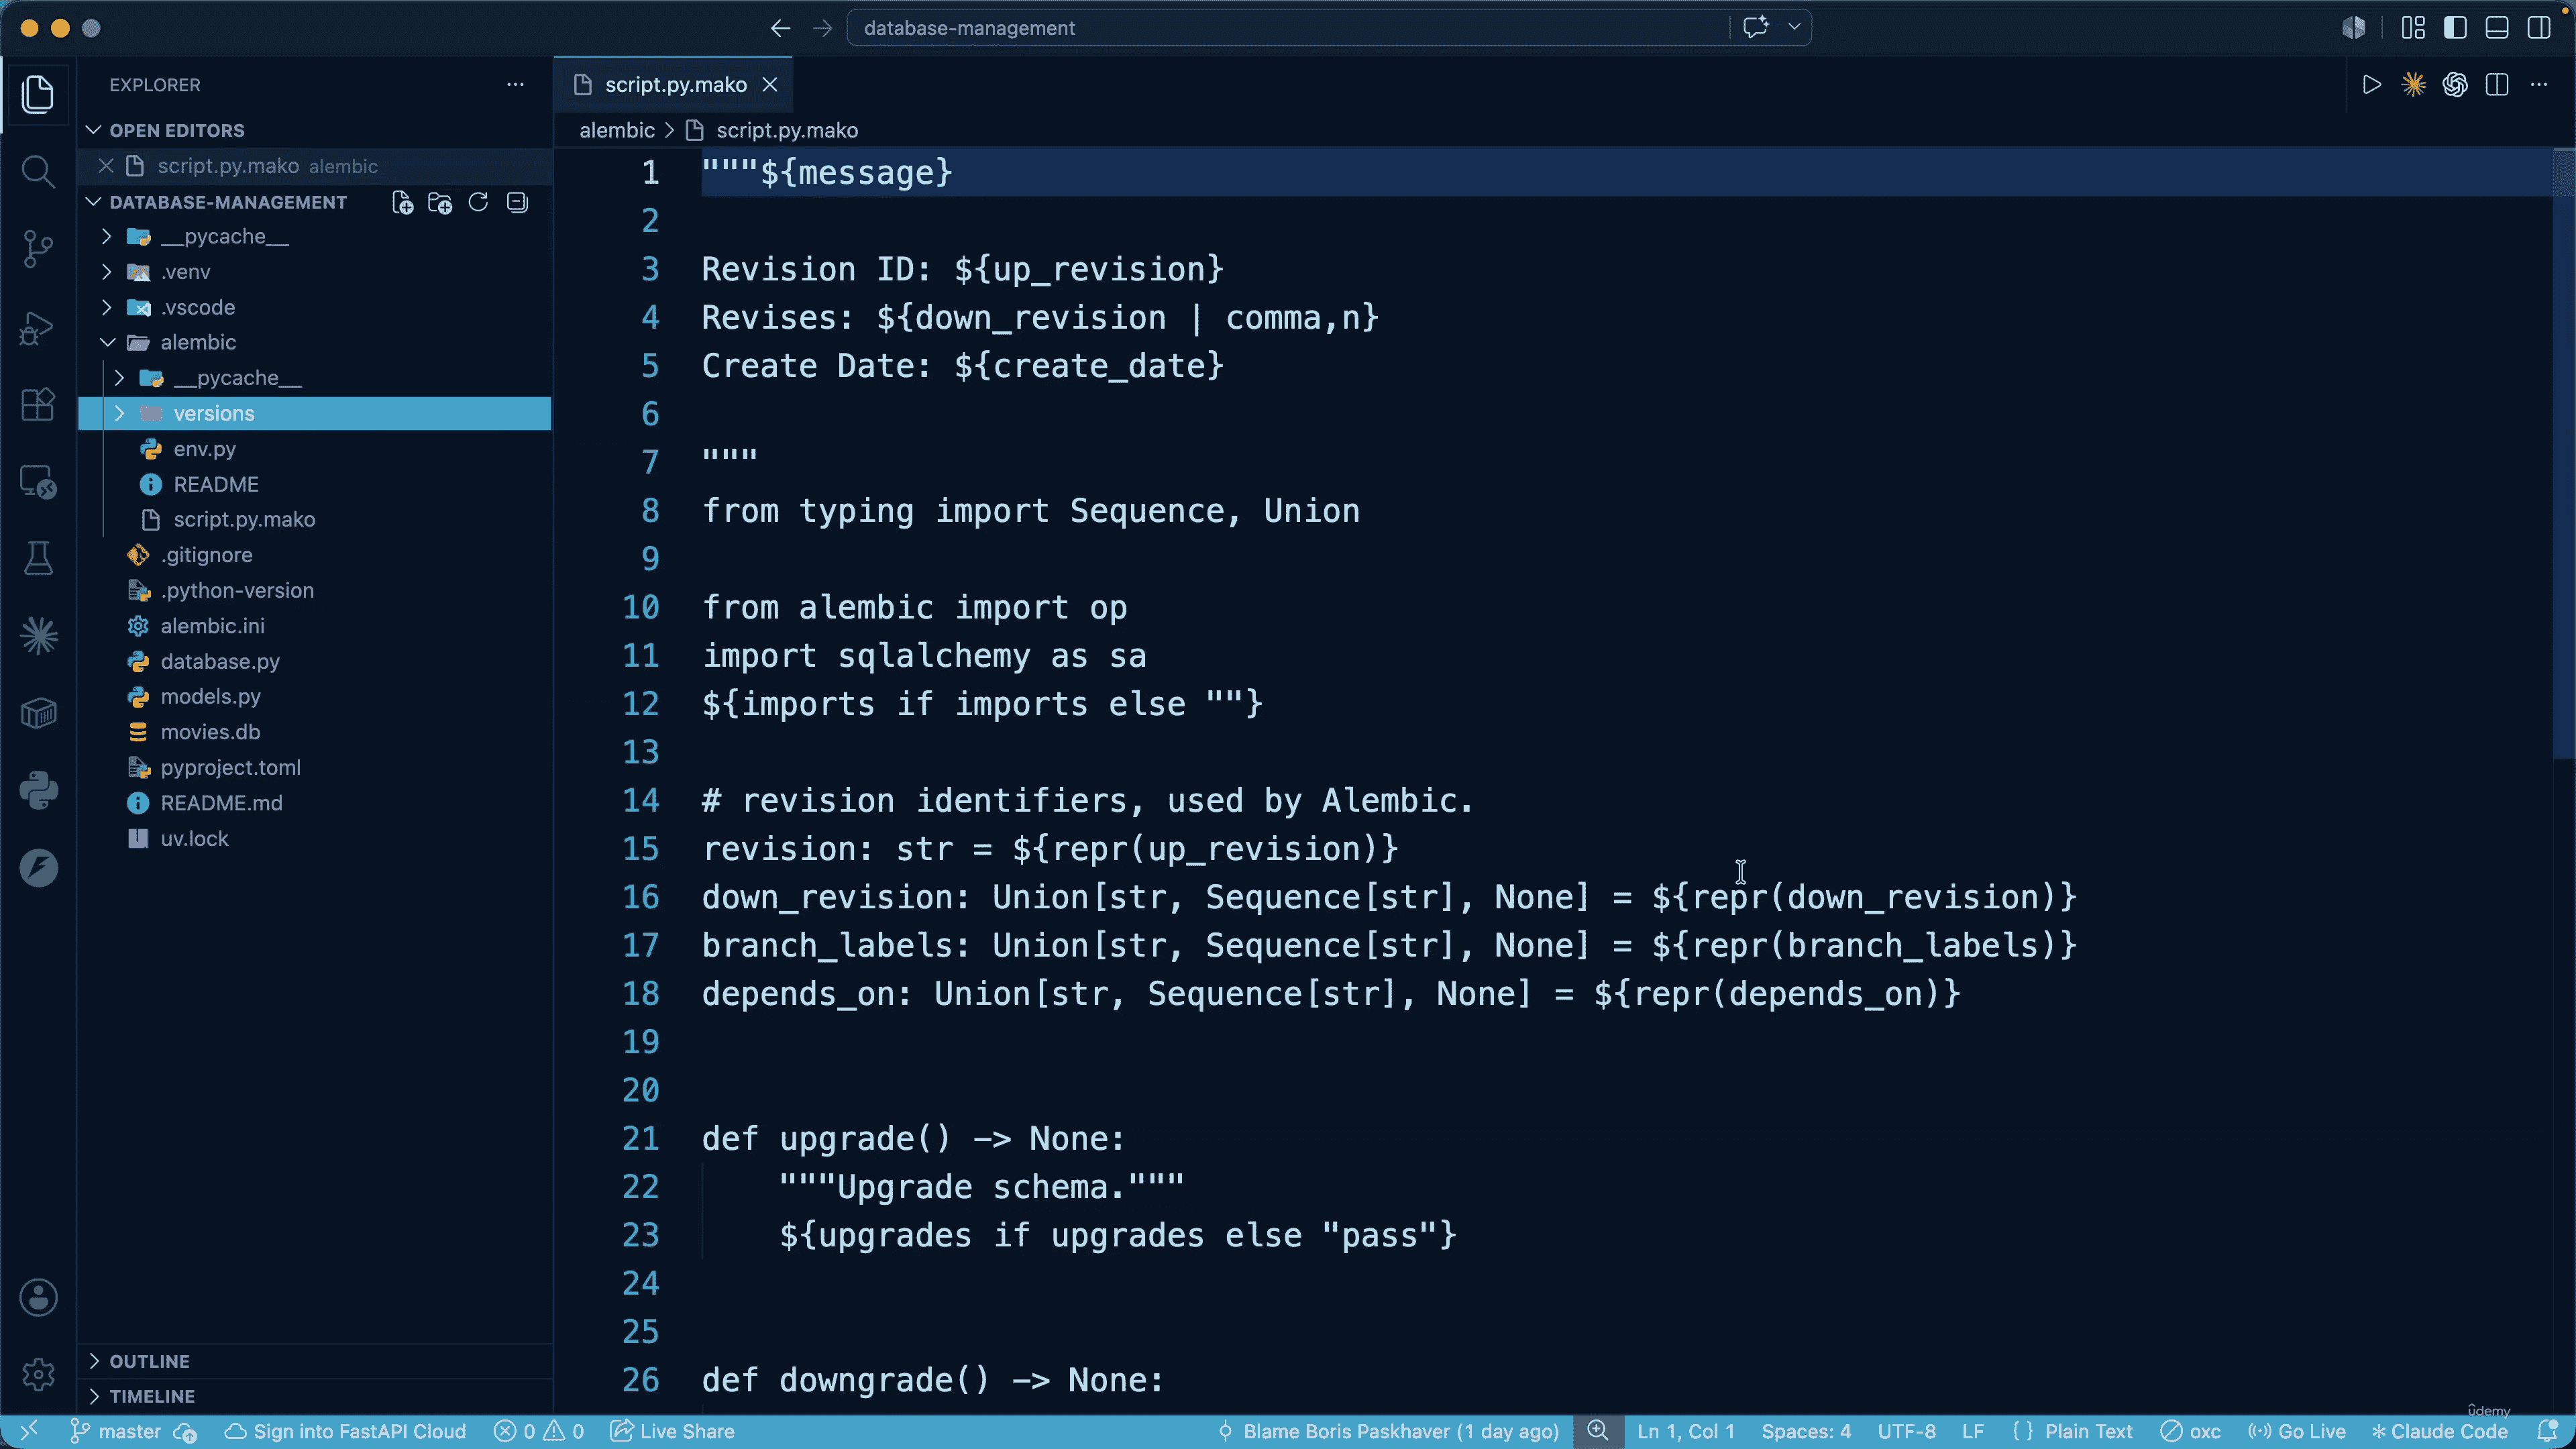 database-management
EXPLORER
script.py.mako
OPEN EDITORS
alembic > script.py.mako
script.py.mako alembic
DATABASE-MANAGEMENT
__pycache__
.venv
.vscode
alembic
__pycache__
versions
env.py
README
script.py.mako
.gitignore
.python-version
alembic.ini
database.py
models.py
movies.db
pyproject.toml
README.md
uv.lock
OUTLINE
TIMELINE
1 """${message}
2
3 Revision ID: ${up_revision}
4 Revises: ${down_revision | comma,n}
5 Create Date: ${create_date}
6
7 """
8 from typing import Sequence, Union
9
10 from alembic import op
11 import sqlalchemy as sa
12 ${imports if imports else ""}
13
14 # revision identifiers, used by Alembic.
15 revision: str = ${repr(up_revision)}
16 down_revision: Union[str, Sequence[str], None] = ${repr(down_revision)}
17 branch_labels: Union[str, Sequence[str], None] = ${repr(branch_labels)}
18 depends_on: Union[str, Sequence[str], None] = ${repr(depends_on)}
19
20
21 def upgrade() -> None:
22     """Upgrade schema."""
23     ${upgrades if upgrades else "pass"}
24
25
26 def downgrade() -> None:
ûdemy
master Sign into FastAPI Cloud 0 0 Live Share Blame Boris Paskhaver (1 day ago) Ln 1, Col 1 Spaces: 4 UTF-8 LF { } Plain Text oxc Go Live Claude Code